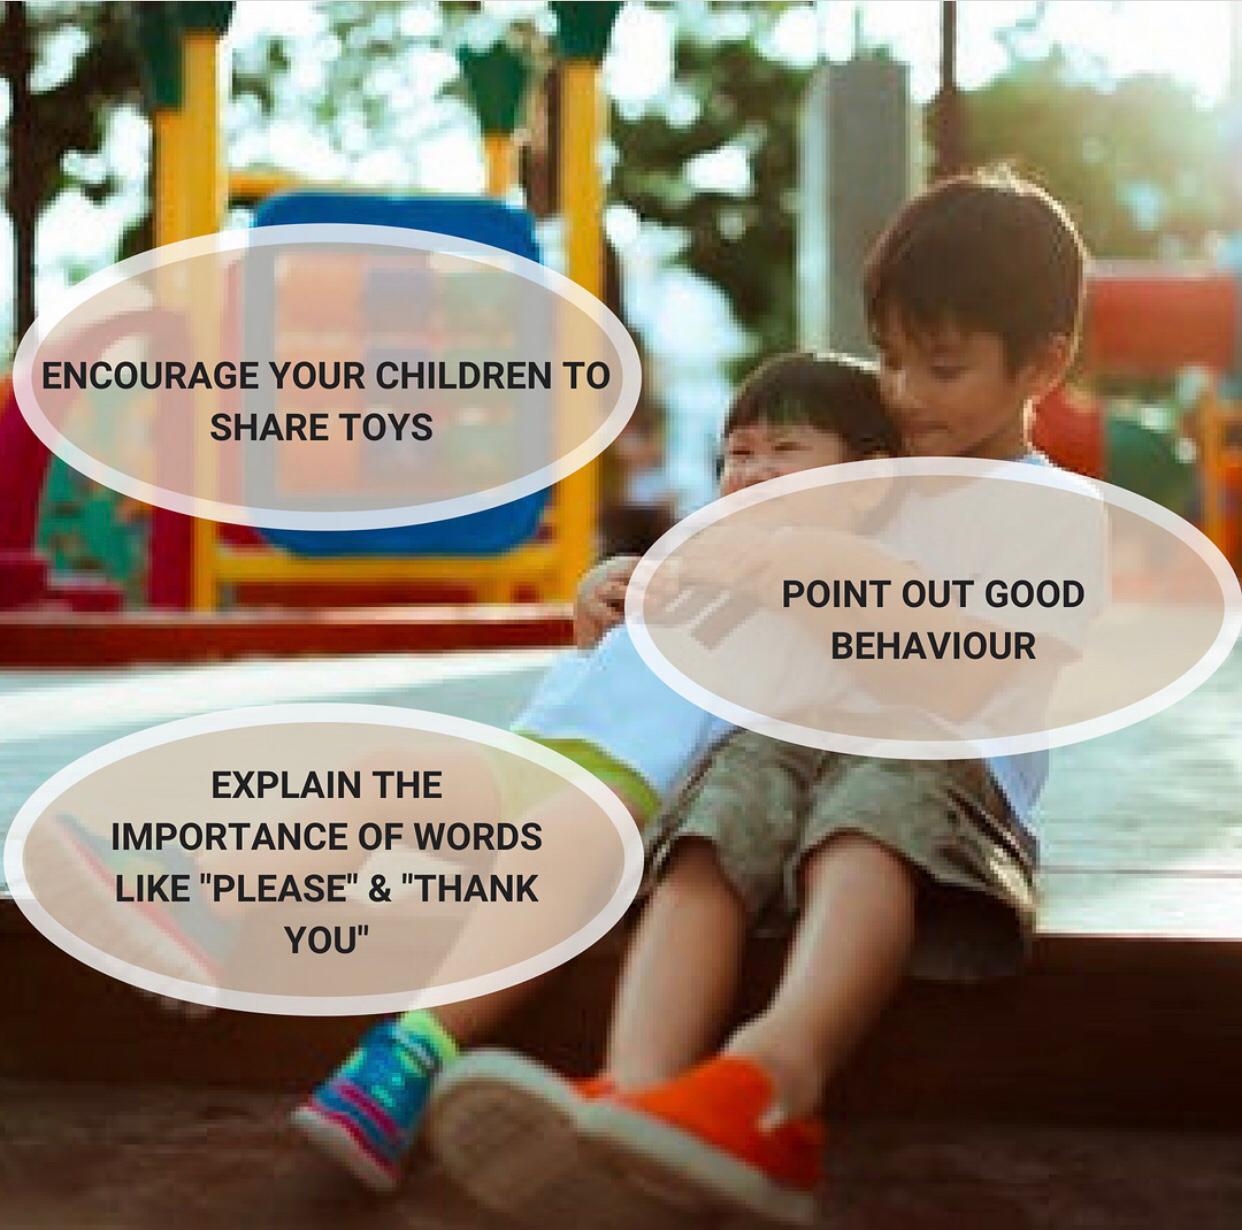 ENCOURAGE YOUR CHILDREN TO
SHARE TOYS
POINT OUT GOOD
BEHAVIOUR
EXPLAIN THE
IMPORTANCE OF WORDS
LIKE "PLEASE" & "THANK
YOU"